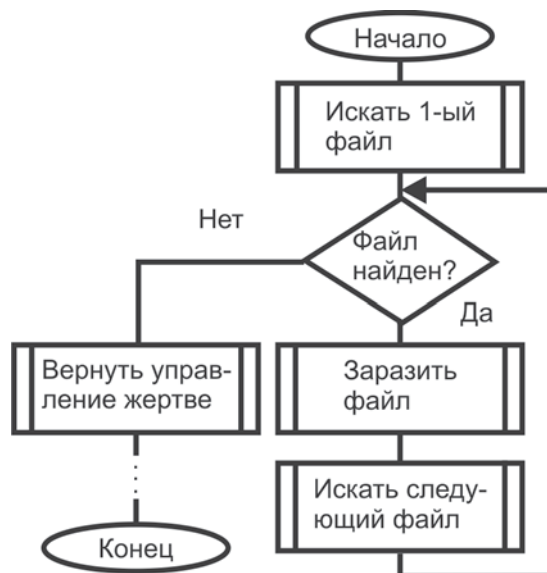 Начало
Искать 1-ый
файл
Нет
Файл
найден?
Да
Вернуть управ-
ление жертве
Заразить
файл
Искать следу-
ющий файл
Конец